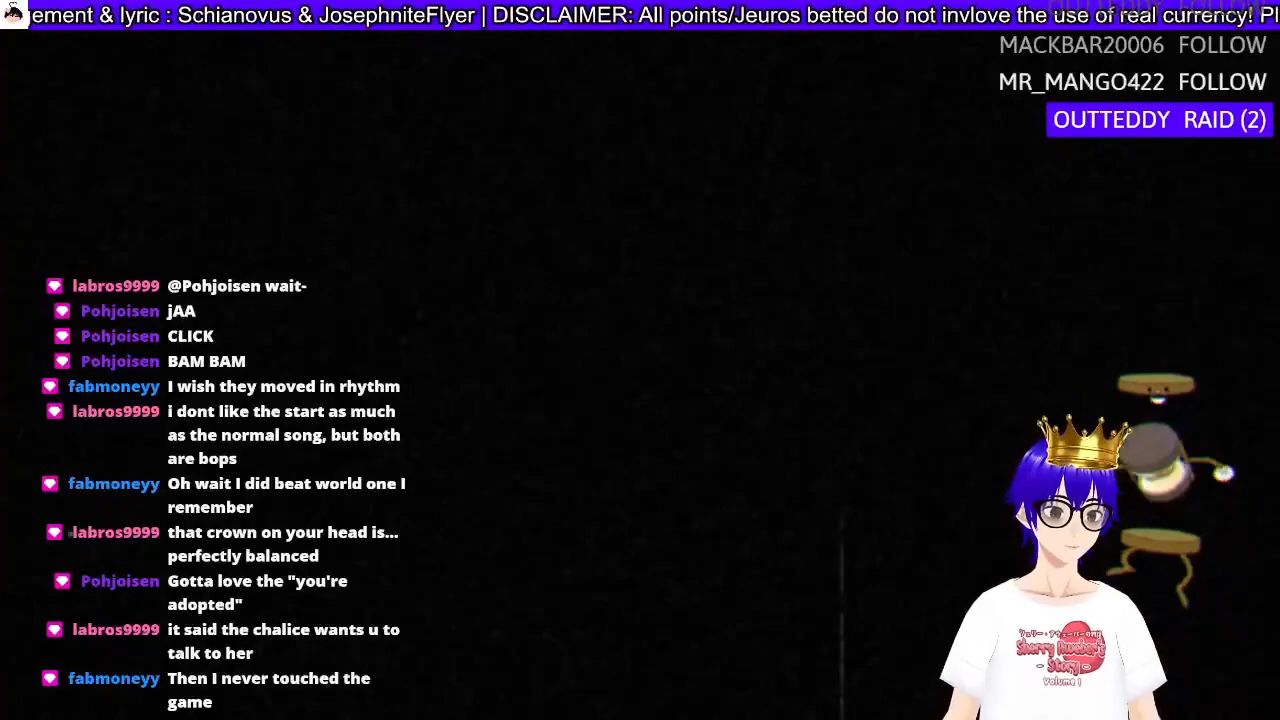 ement & lyric : Schianovus & JosephniteFlyer | DISCLAIMER: All points/Jeuros betted do not invlove the use of real currency! Pl
MACKBAR20006 FOLLOW
MR_MANGO422 FOLLOW
OUTTEDDY RAID (2)
labros9999 @Pohjoisen wait-
Pohjoisen jAA
Pohjoisen CLICK
Pohjoisen BAM BAM
fabmoneyy I wish they moved in rhythm
labros9999 i dont like the start as much
as the normal song, but both
are bops
fabmoneyy Oh wait I did beat world one I
remember
labros9999 that crown on your head is...
perfectly balanced
Pohjoisen Gotta love the "you're
adopted"
labros9999 it said the chalice wants u to
talk to her
fabmoneyy Then I never touched the
game
Sherry Aweber's
- Story -
Volume 1